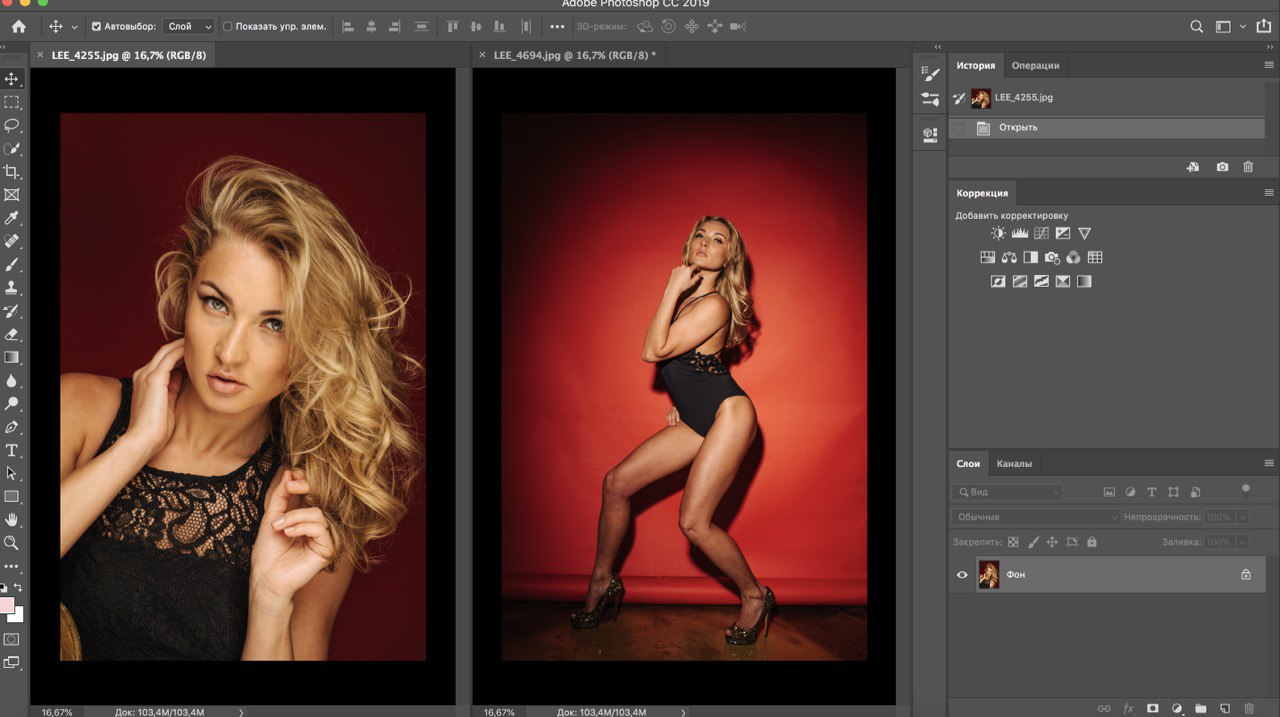 Adobe Photoshop CC 2019
Автовыбор: Слой Показать упр. элем. 3D-режим:
LEE_4255.jpg @ 16,7% (RGB/8)
LEE_4694.jpg @ 16,7% (RGB/8) *
История Операции
LEE_4255.jpg
Открыть
Коррекция
Добавить корректировку
Слои Каналы
Вид
Обычные Непрозрачность: 100%
Закрепить: Заливка: 100%
Фон
16,67% Док: 103,4M/103,4M
16,67% Док: 103,4M/103,4M